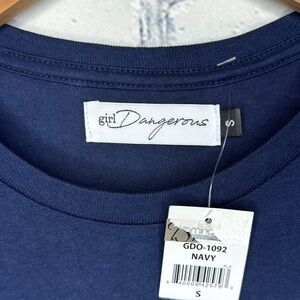 girl Dangerous
S
GDO-1092
NAVY
S